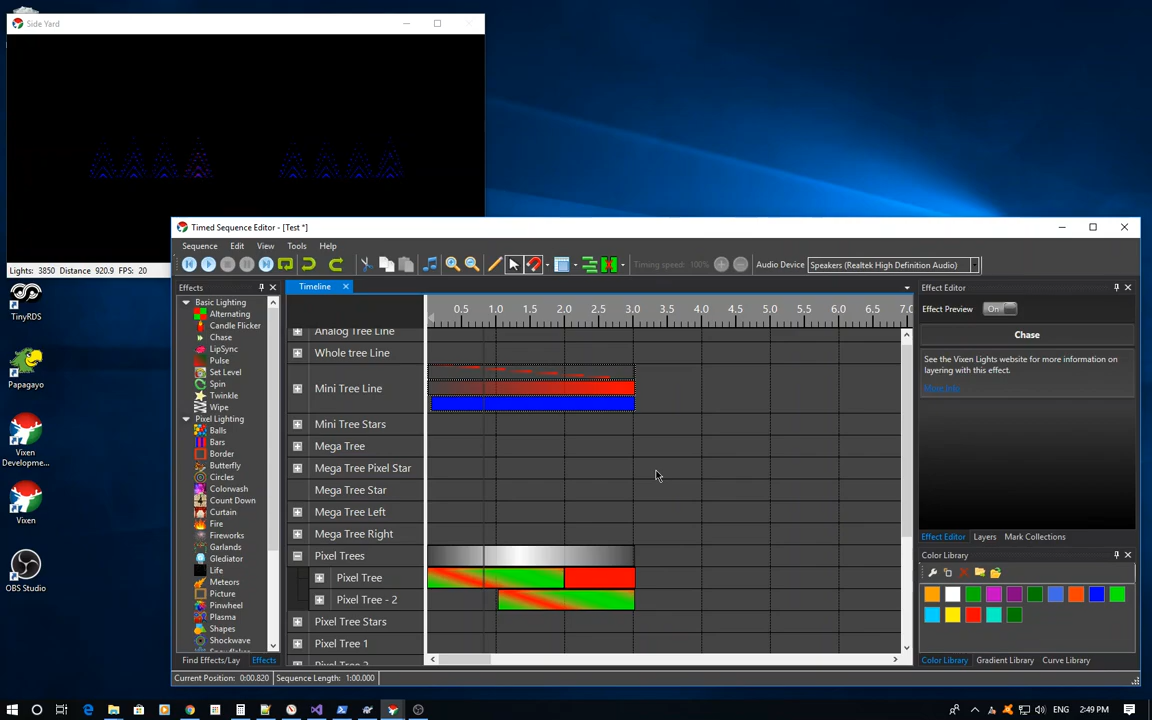 Side Yard
Lights: 3850 Distance 920.9 FPS: 20
TinyRDS
Papagayo
Vixen
Developme...
Vixen
OBS Studio
Timed Sequence Editor - [Test *]
Sequence Edit View Tools Help
Timing speed: 100% Audio Device Speakers (Realtek High Definition Audio)
Effects
Basic Lighting
Alternating
Candle Flicker
Chase
LipSync
Pulse
Set Level
Spin
Twinkle
Wipe
Pixel Lighting
Balls
Bars
Border
Butterfly
Circles
Colorwash
Count Down
Curtain
Fire
Fireworks
Garlands
Glediator
Life
Meteors
Picture
Pinwheel
Plasma
Shapes
Shockwave
Find Effects/Lay Effects
Timeline
0.5 1.0 1.5 2.0 2.5 3.0 3.5 4.0 4.5 5.0 5.5 6.0 6.5 7.0
Analog Tree Line
Whole tree Line
Mini Tree Line
Mini Tree Stars
Mega Tree
Mega Tree Pixel Star
Mega Tree Star
Mega Tree Left
Mega Tree Right
Pixel Trees
Pixel Tree
Pixel Tree - 2
Pixel Tree Stars
Pixel Tree 1
Effect Editor
Effect Preview On
Chase
See the Vixen Lights website for more information on
layering with this effect.
More Info...
Effect Editor Layers Mark Collections
Color Library
Color Library Gradient Library Curve Library
Current Position: 0:00.820 Sequence Length: 1:00.000
ENG 2:49 PM